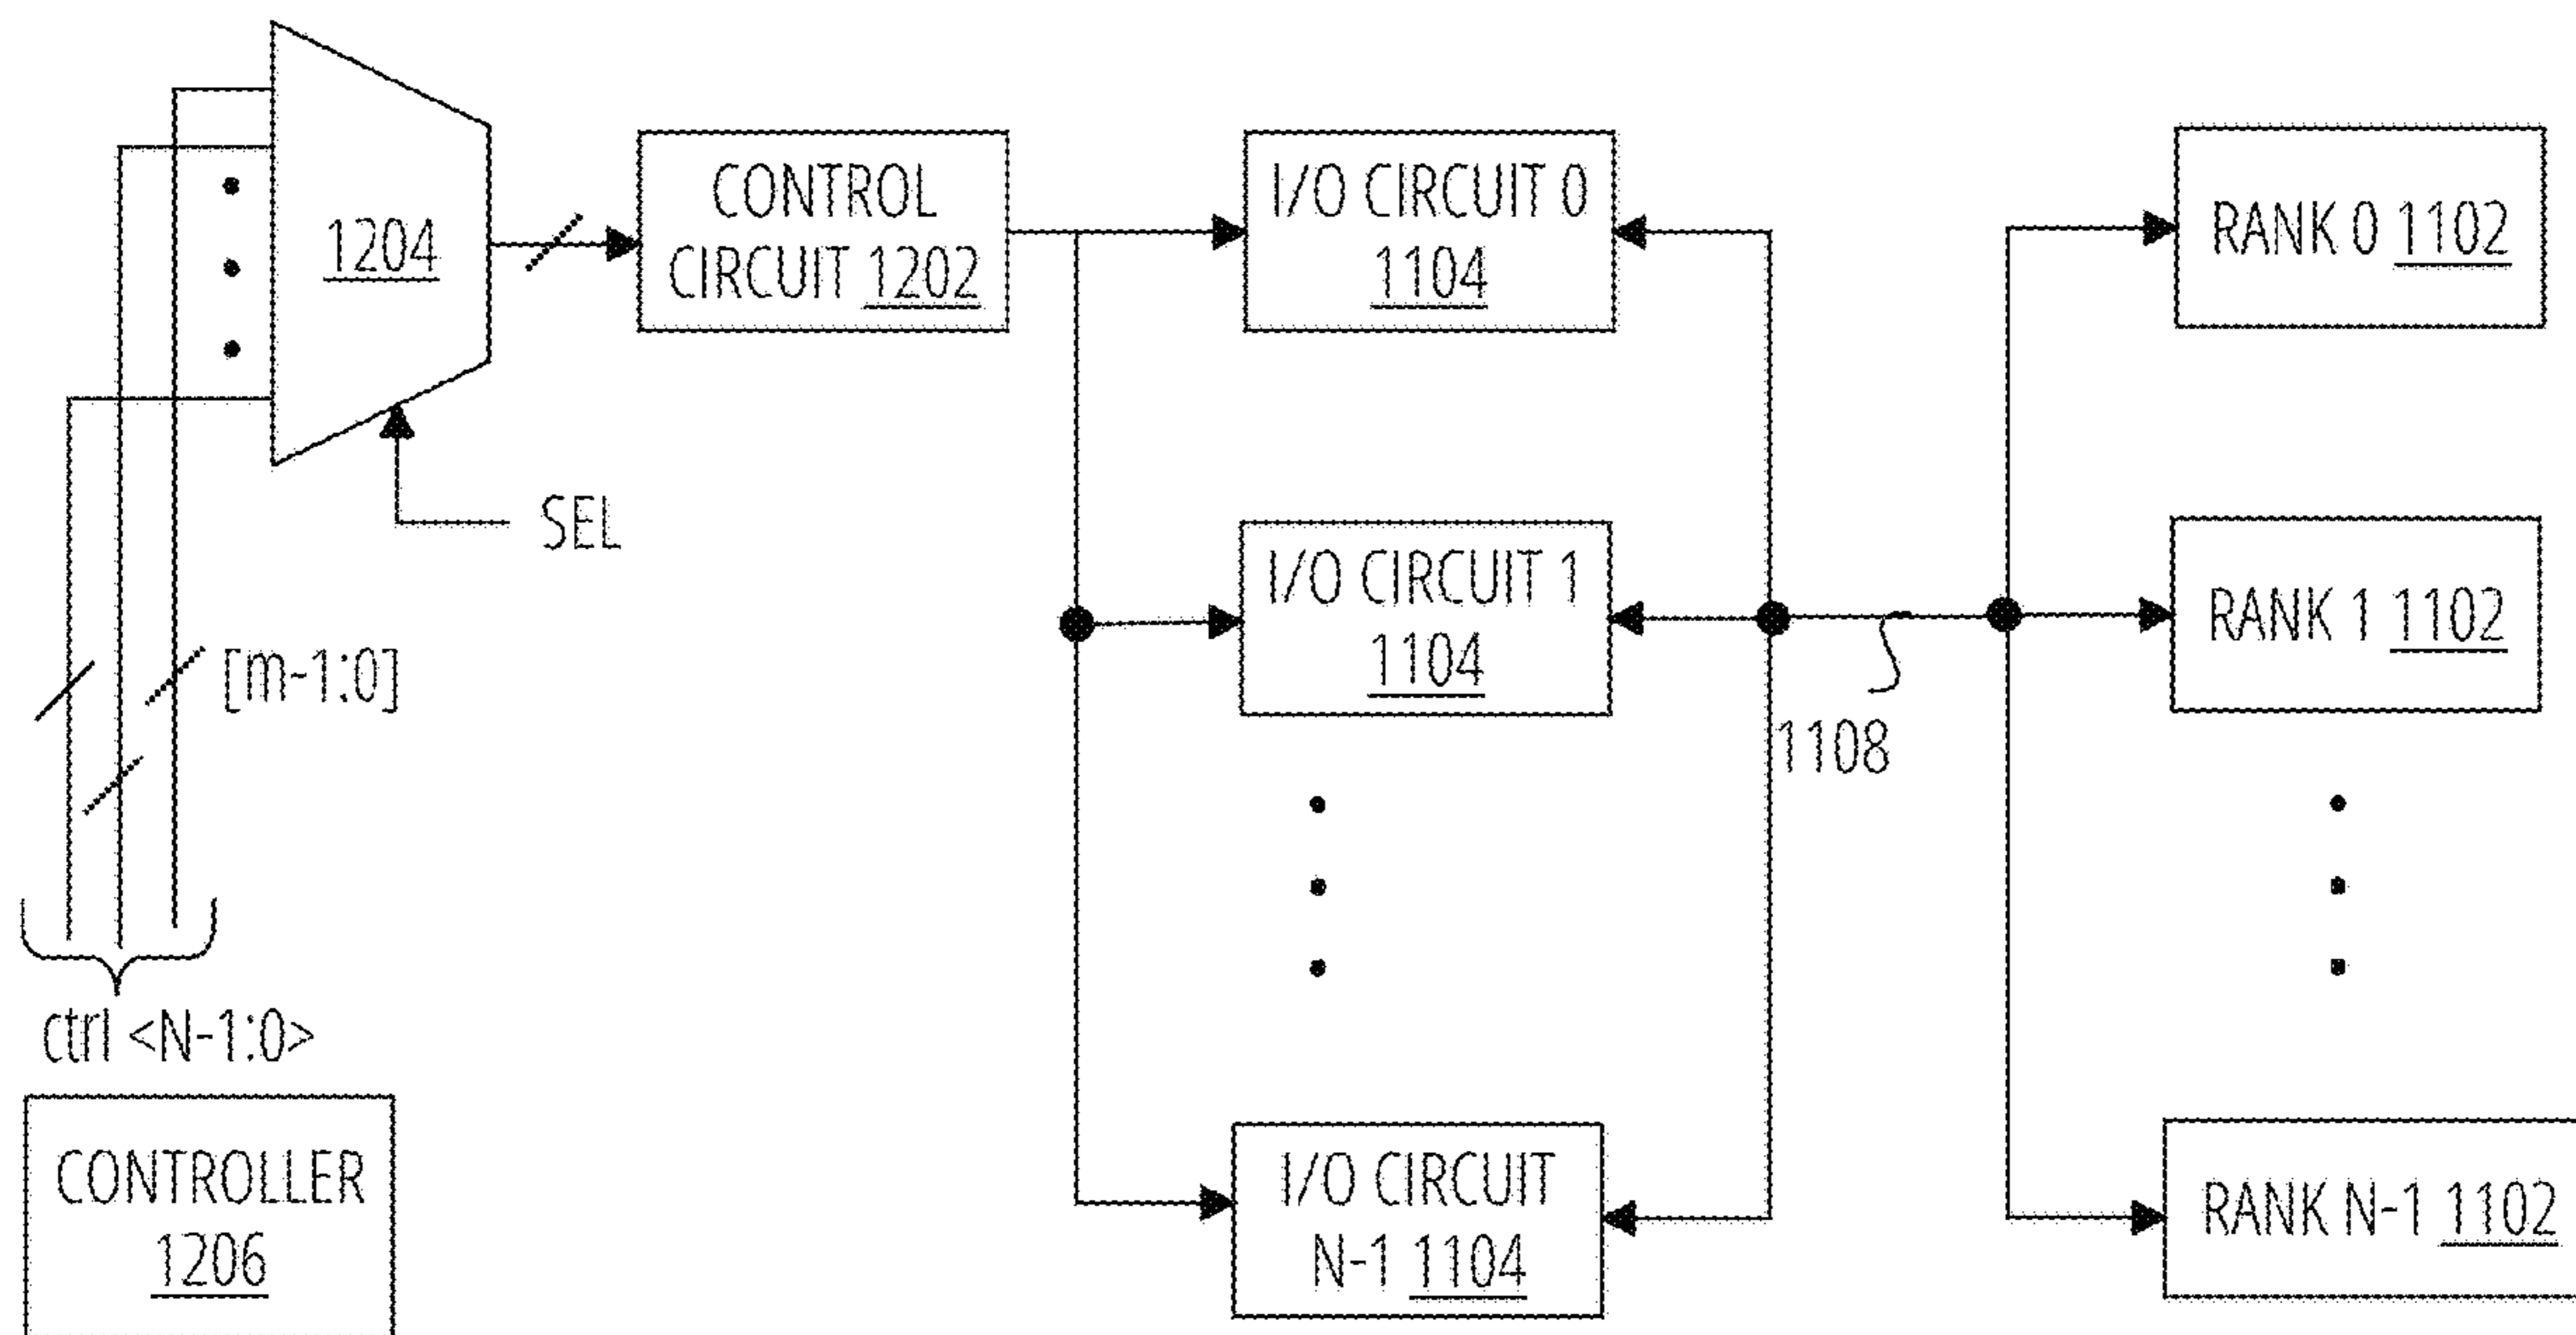 1204
CONTROL
CIRCUIT 1202
I/O CIRCUIT 0
1104
RANK 0 1102
SEL
I/O CIRCUIT 1
1104
RANK 1 1102
[m-1:0]
1108
ctrl <N-1:0>
CONTROLLER
1206
I/O CIRCUIT
N-1 1104
RANK N-1 1102